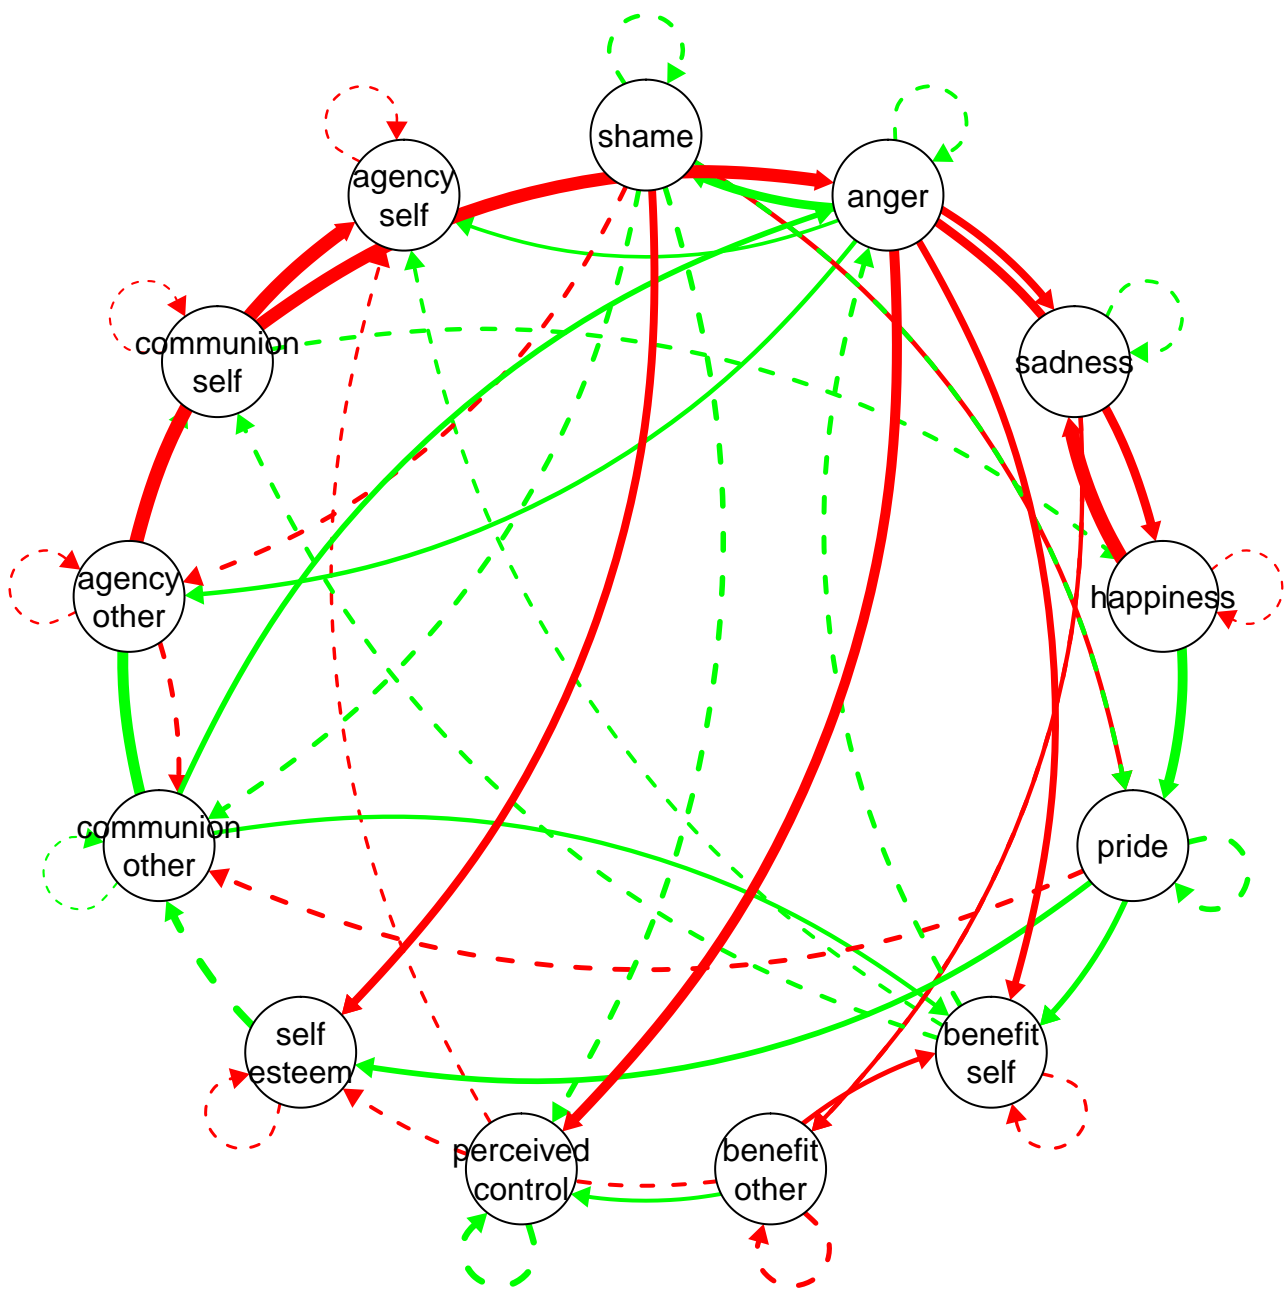 shame
anger
agency
self
communion
self
sadness
agency
other
happiness
communion
other
pride
self
esteem
benefit
self
perceived
control
benefit
other